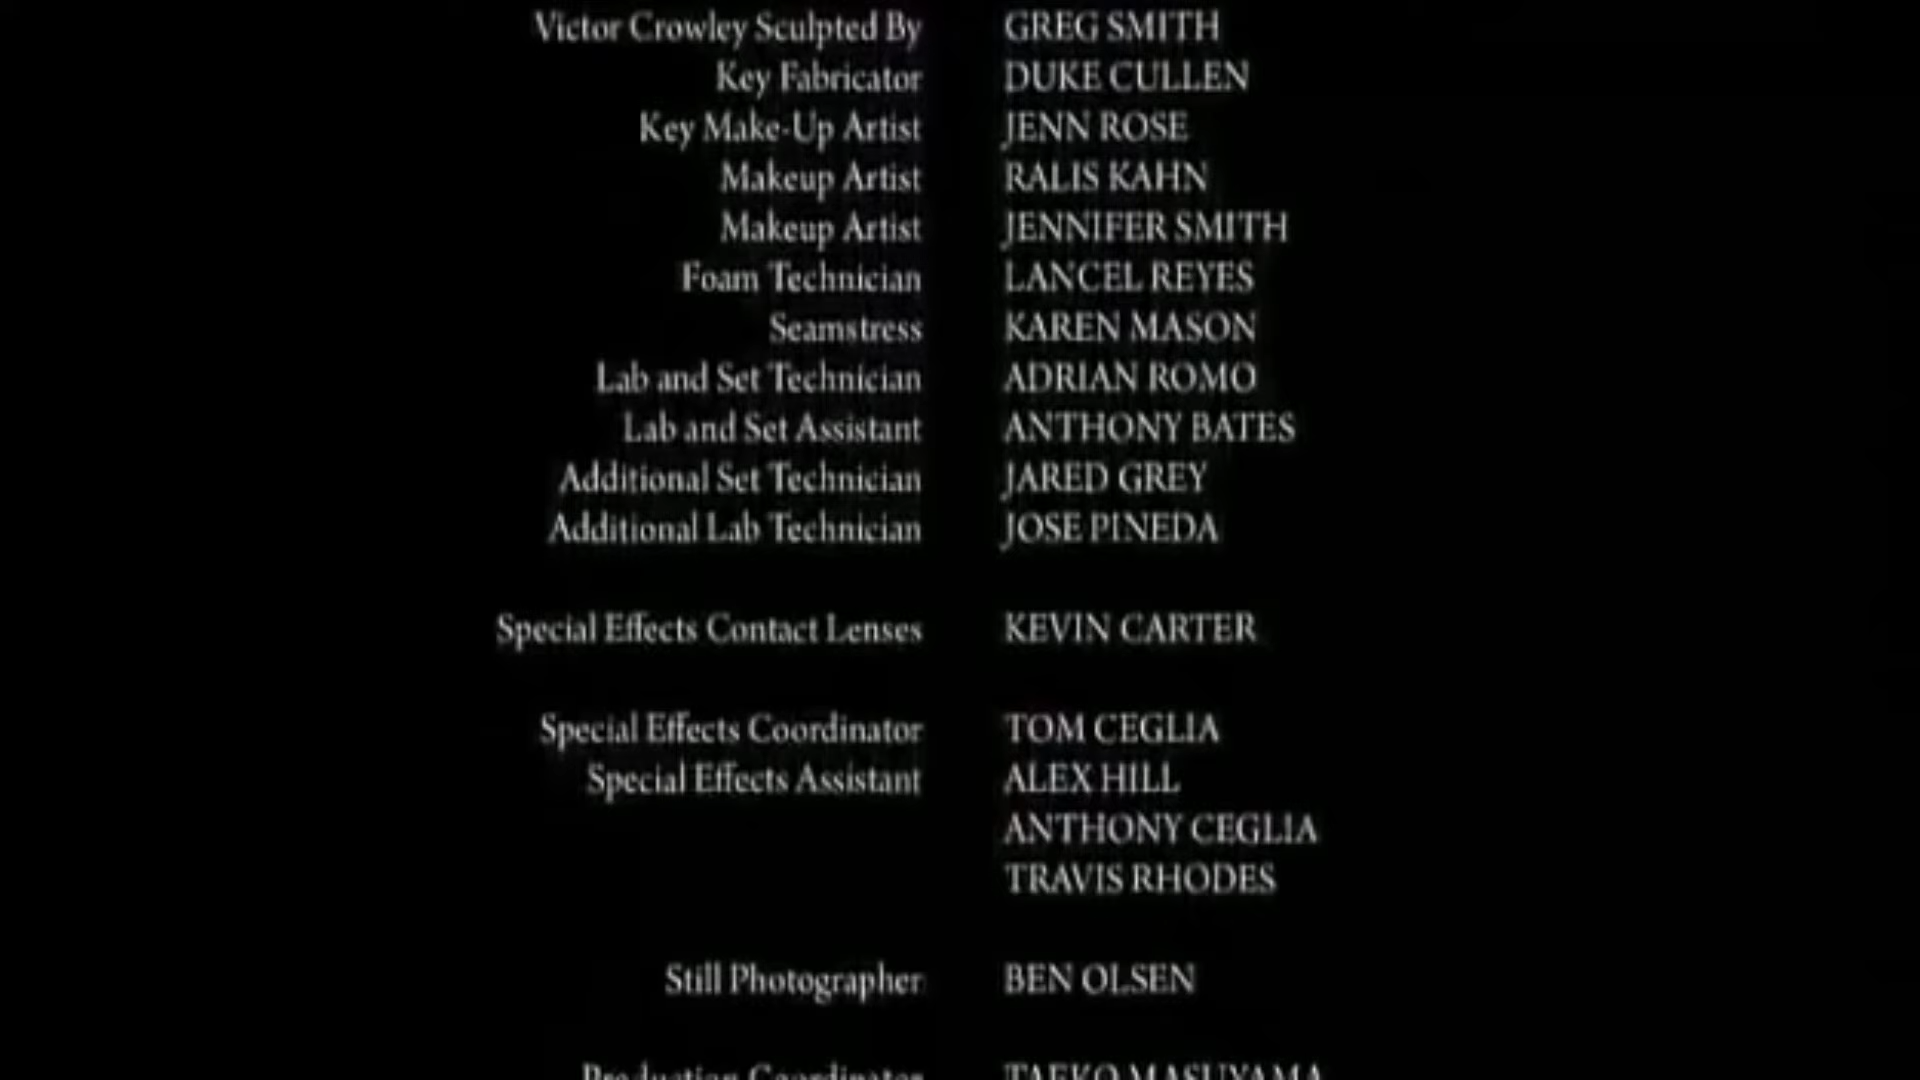 Victor Crowley Sculpted By GREG SMITH
Key Fabricator DUKE CULLEN
Key Make-Up Artist JENN ROSE
Makeup Artist RALIS KAHN
Makeup Artist JENNIFER SMITH
Foam Technician LANCEL REYES
Seamstress KAREN MASON
Lab and Set Technician ADRIAN ROMO
Lab and Set Assistant ANTHONY BATES
Additional Set Technician JARED GREY
Additional Lab Technician JOSE PINEDA
Special Effects Contact Lenses KEVIN CARTER
Special Effects Coordinator TOM CEGLIA
Special Effects Assistant ALEX HILL
ANTHONY CEGLIA
TRAVIS RHODES
Still Photographer BEN OLSEN
Production Coordinator TAEKO MASUYAMA